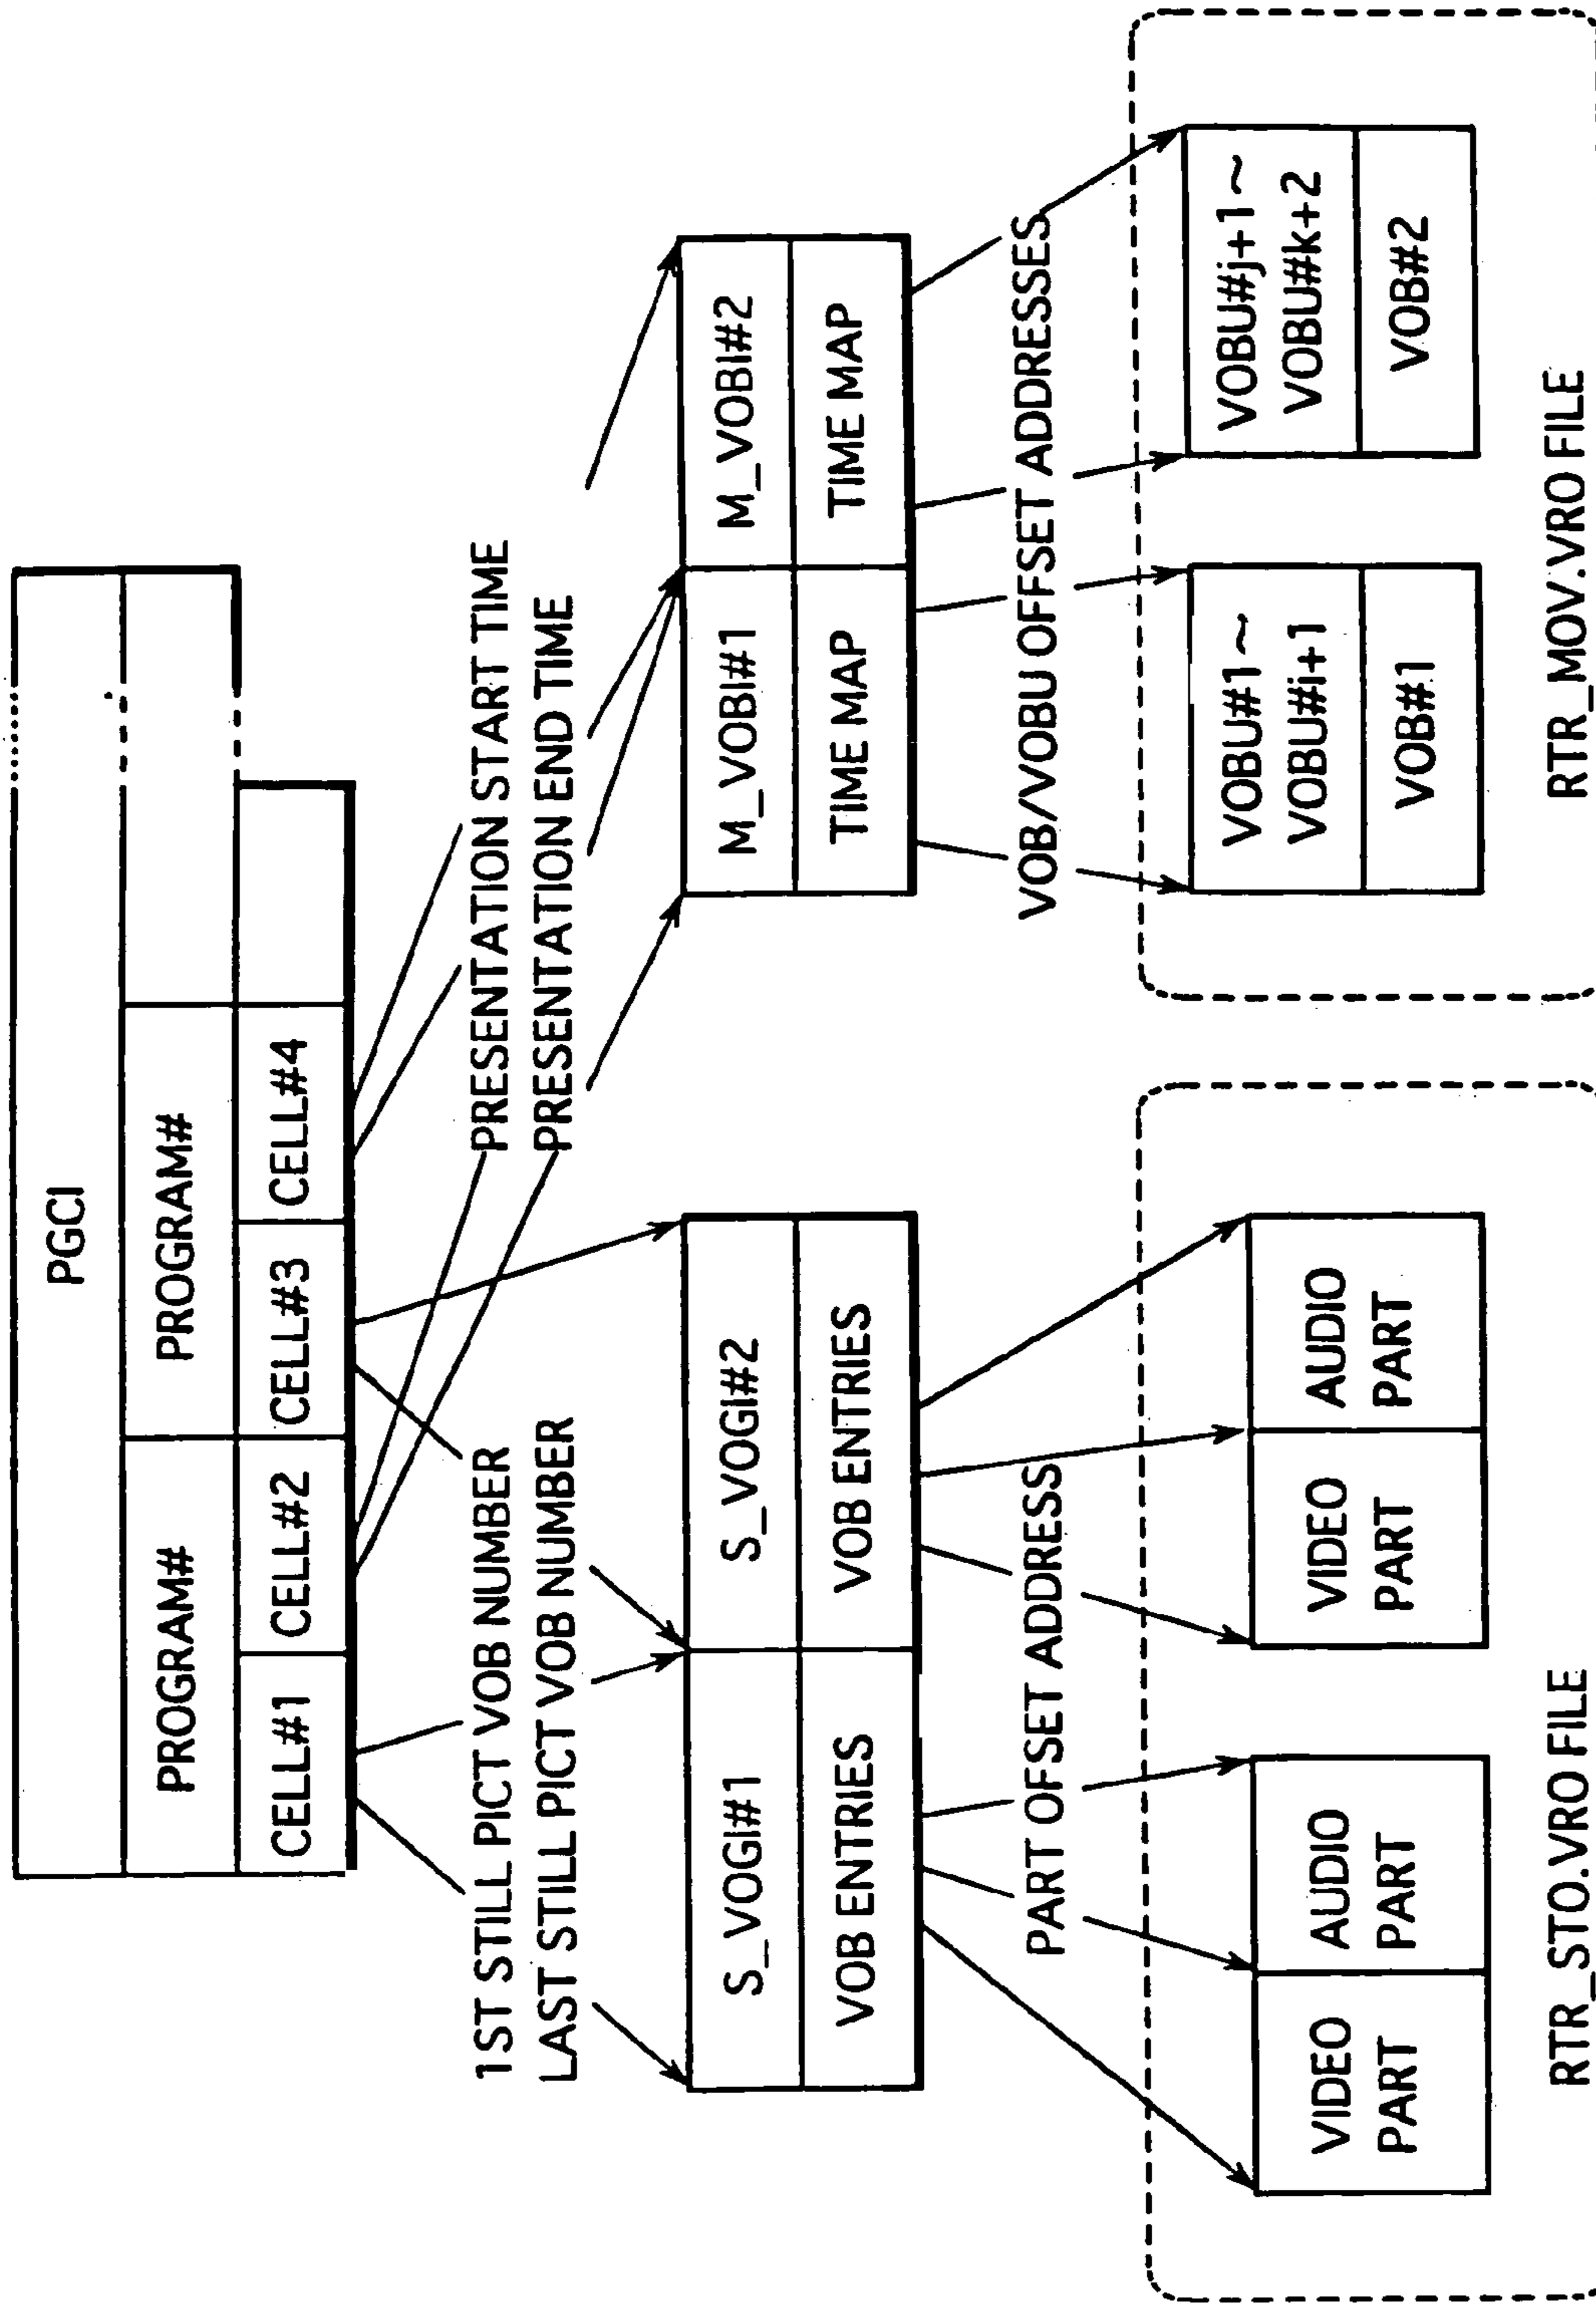 PGCI
PROGRAM#
PROGRAM#
CELL#1
CELL#2
CELL#3
CELL#4
1ST STILL PICT VOB NUMBER
LAST STILL PICT VOB NUMBER
PRESENTATION START TIME
PRESENTATION END TIME
S_VOGI#1
S_VOGI#2
VOB ENTRIES
VOB ENTRIES
M_VOBI#1
M_VOBI#2
TIME MAP
TIME MAP
PART OFFSET ADDRESS
VOB/VOBU OFFSET ADDRESSES
VIDEO
PART
AUDIO
PART
VIDEO
PART
AUDIO
PART
VOBU#1~
VOBU#i+1
VOB#1
VOBU#j+1~
VOBU#k+2
VOB#2
RTR_STO.VRO FILE
RTR_MOV.VRO FILE